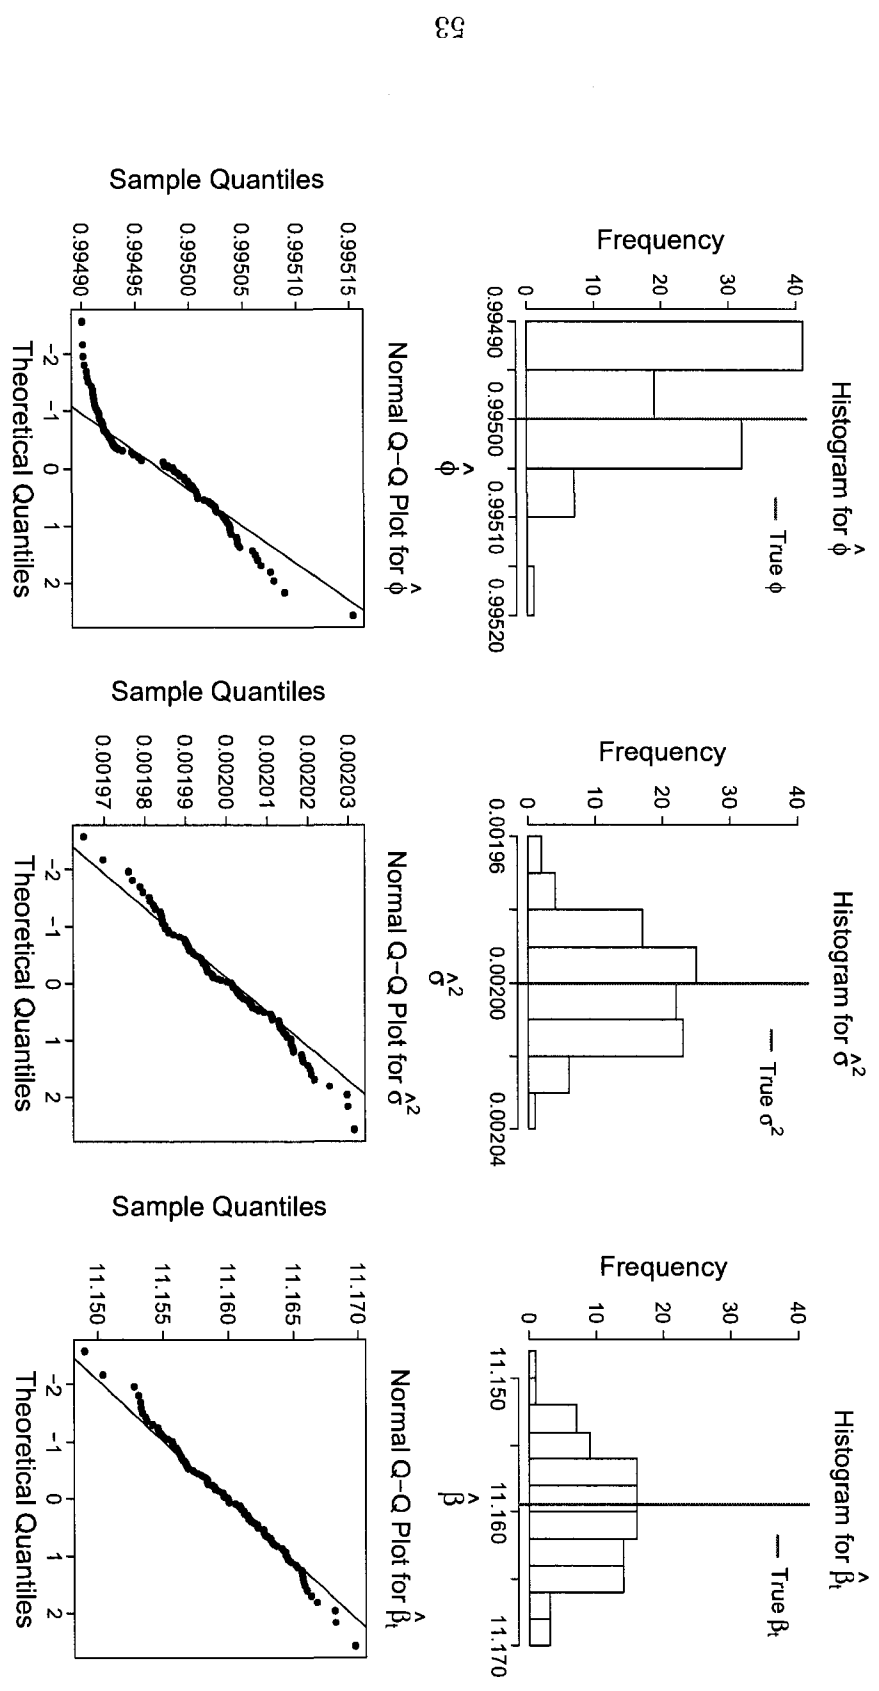 53
Histogram for φ̂
Frequency
0 10 20 30 40
0.99490 0.99500 0.99510 0.99520
φ̂
— True φ
Histogram for σ̂²
Frequency
0 10 20 30 40
0.00196 0.00200 0.00204
σ̂²
— True σ²
Histogram for β̂ₜ
Frequency
0 10 20 30 40
11.150 11.160 11.170
β̂
— True βₜ
Normal Q−Q Plot for φ̂
Sample Quantiles
0.99490 0.99495 0.99500 0.99505 0.99510 0.99515
−2 −1 0 1 2
Theoretical Quantiles
Normal Q−Q Plot for σ̂²
Sample Quantiles
0.00197 0.00198 0.00199 0.00200 0.00201 0.00202 0.00203
−2 −1 0 1 2
Theoretical Quantiles
Normal Q−Q Plot for β̂ₜ
Sample Quantiles
11.150 11.155 11.160 11.165 11.170
−2 −1 0 1 2
Theoretical Quantiles